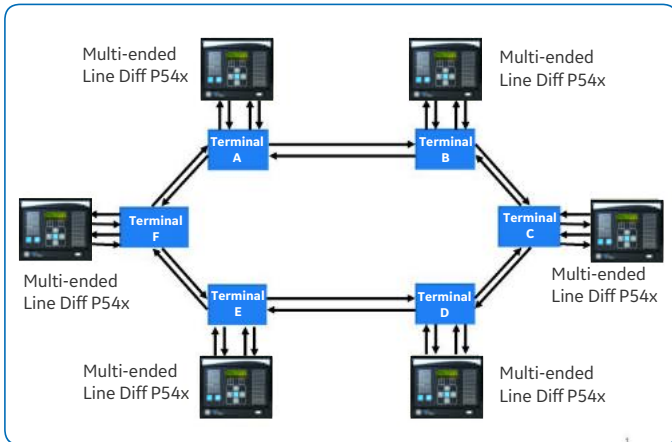 Multi-ended
Line Diff P54x
Multi-ended
Line Diff P54x
Terminal
A
Terminal
B
Terminal
F
Terminal
C
Multi-ended
Line Diff P54x
Multi-ended
Line Diff P54x
Terminal
E
Terminal
D
Multi-ended
Line Diff P54x
Multi-ended
Line Diff P54x